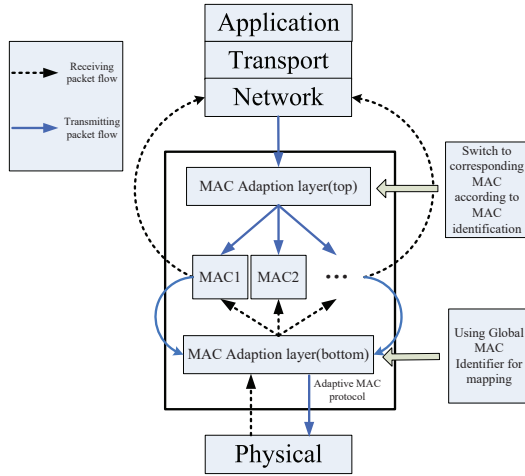 Application
Transport
Network
Receiving
packet flow
Transmitting
packet flow
MAC Adaption layer(top)
Switch to
corresponding
MAC
according to
MAC
identification
MAC1
MAC2
...
MAC Adaption layer(bottom)
Using Global
MAC
Identifier for
mapping
Adaptive MAC
protocol
Physical